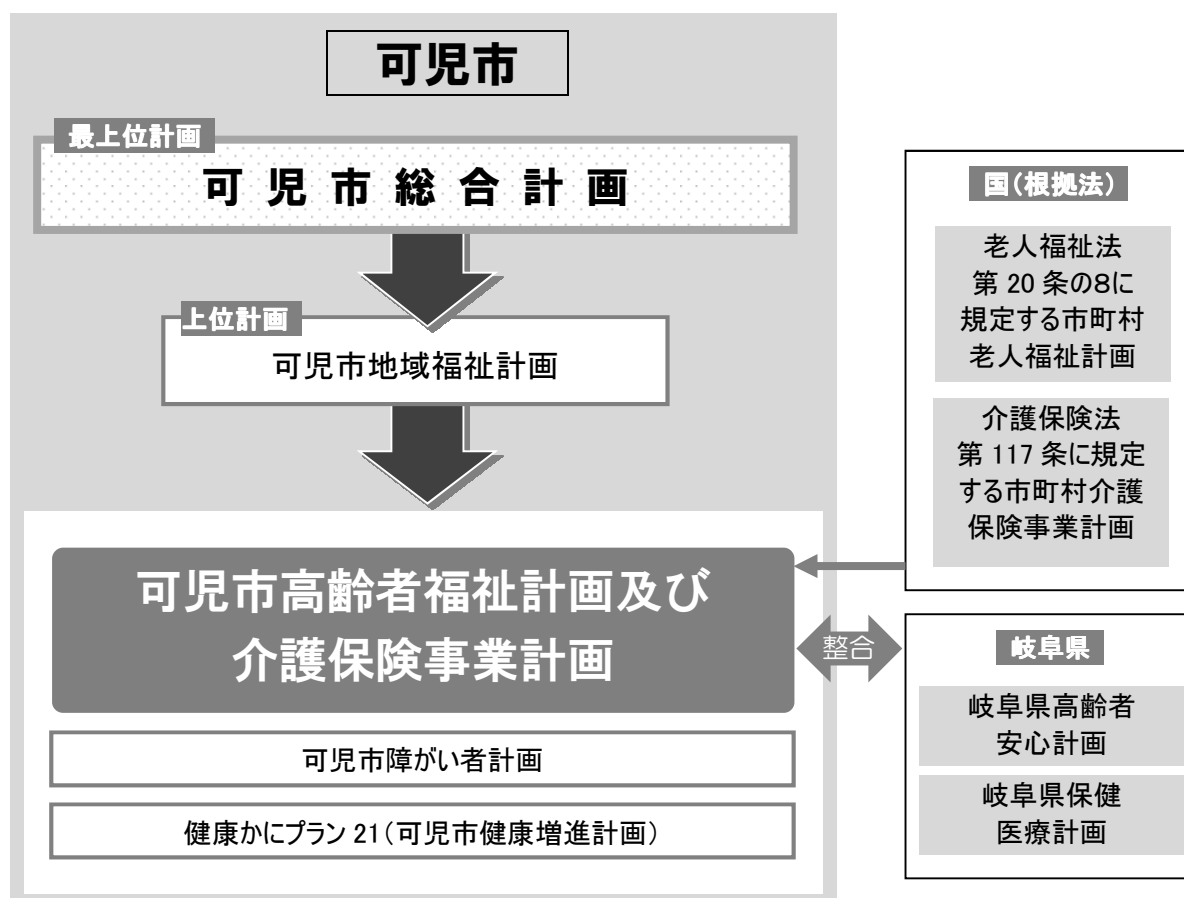 可児市
最上位計画
可児市総合計画
上位計画
可児市地域福祉計画
可児市高齢者福祉計画及び
介護保険事業計画
可児市障がい者計画
健康かにプラン 21（可児市健康増進計画）
国（根拠法）
老人福祉法
第 20 条の8に
規定する市町村
老人福祉計画
介護保険法
第 117 条に規定
する市町村介護
保険事業計画
整合
岐阜県
岐阜県高齢者
安心計画
岐阜県保健
医療計画